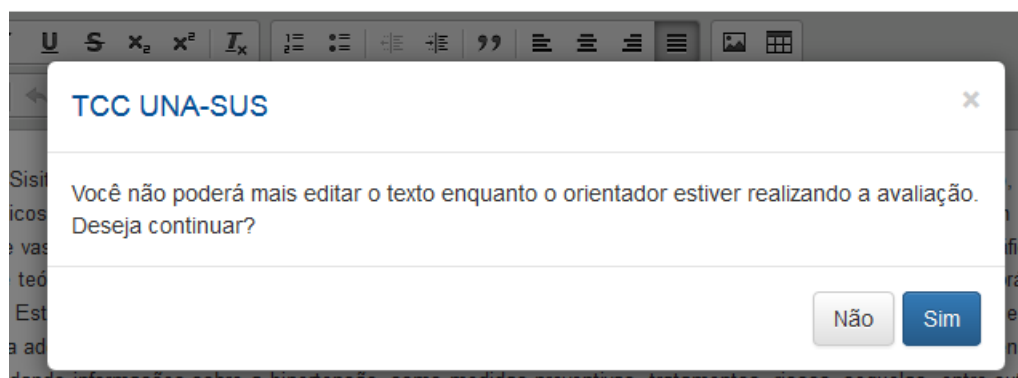 TCC UNA-SUS
×
Você não poderá mais editar o texto enquanto o orientador estiver realizando a avaliação.
Deseja continuar?
Não
Sim